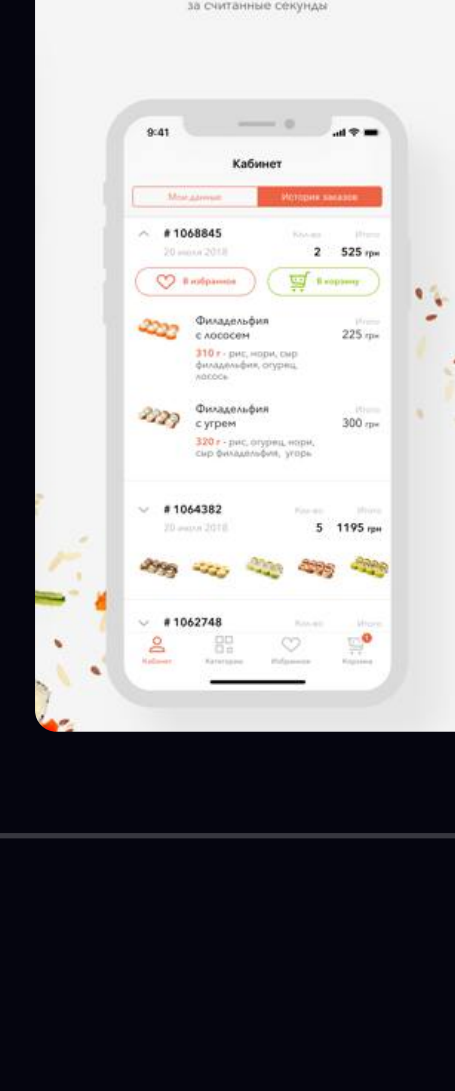 за считанные секунды
9:41
Кабинет
Мои данные
История заказов
# 1068845
Кол-во
Итого
20 июля 2018
2
525 грн
В избранное
В корзину
Филадельфия
с лососем
Итого
225 грн
310 г - рис, нори, сыр
филадельфия, огурец,
лосось
Филадельфия
с угрем
Итого
300 грн
320 г - рис, огурец, нори,
сыр филадельфия, угорь
# 1064382
Кол-во
Итого
20 июля 2018
5
1195 грн
# 1062748
Кол-во
Итого
1
Кабинет
Категории
Избранное
Корзина